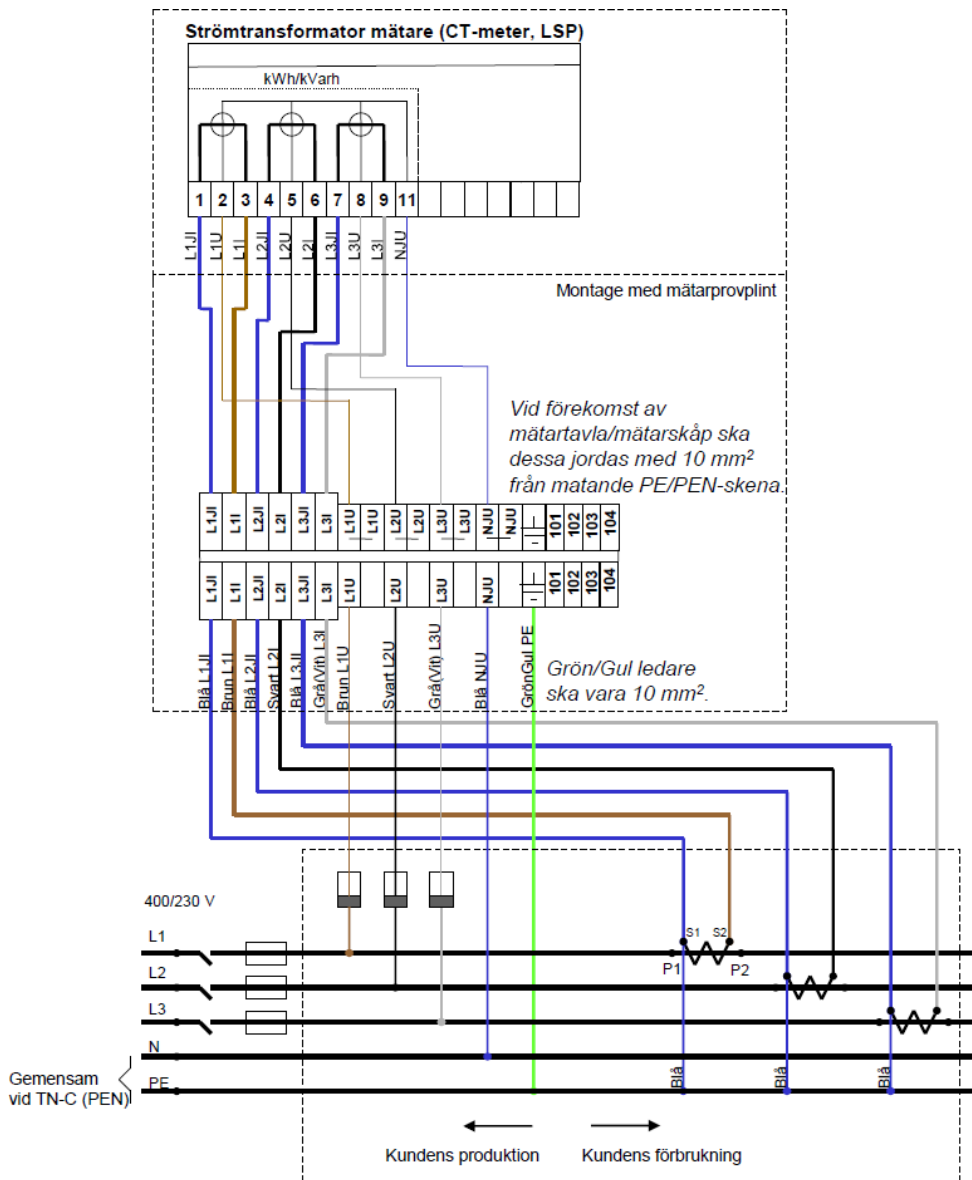 Strömtransformator mätare (CT-meter, LSP)
kWh/kVarh
1 2 3 4 5 6 7 8 9 11
L1JI L1U L1I L2JI L2U L2I L3JI L3U L3I NJU
Montage med mätarprovplint
Vid förekomst av
mätartavla/mätarskåp ska
dessa jordas med 10 mm²
från matande PE/PEN-skena.
L1JI L1I L2JI L2I L3JI L3I L1U L1U L2U L2U L3U L3U NJU NJU 101 102 103 104
L1JI L1I L2JI L2I L3JI L3I L1U L2U L3U NJU 101 102 103 104
Blå L1JI
Brun L1I
Blå L2JI
Svart L2I
Blå L3JI
Grå(Vit) L3I
Brun L1U
Svart L2U
Grå(Vit) L3U
Blå NJU
GrönGul PE
Grön/Gul ledare
ska vara 10 mm².
400/230 V
L1
S1 S2
P1 P2
L2
L3
N
PE
Gemensam
vid TN-C (PEN)
Blå Blå Blå
Kundens produktion
Kundens förbrukning